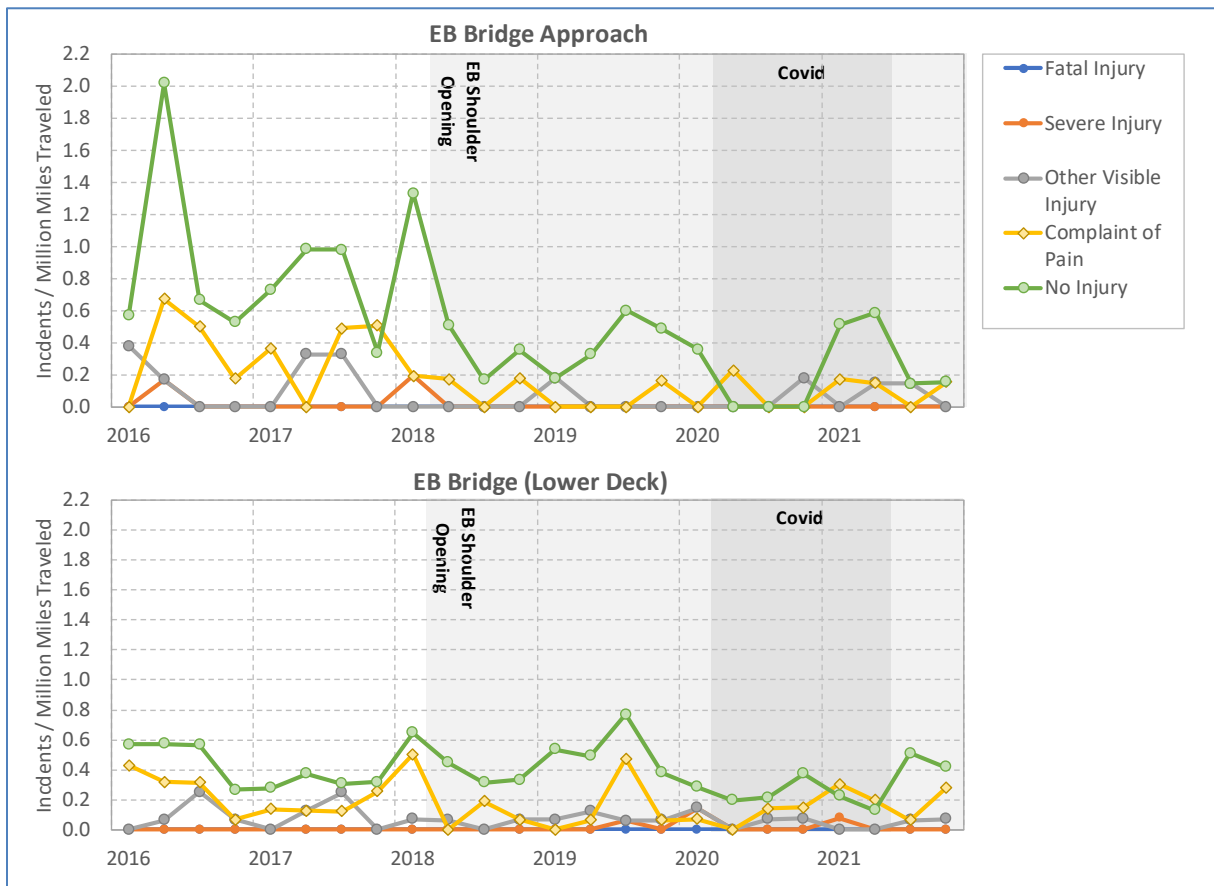 EB Bridge Approach
Incdents / Million Miles Traveled
2.2
2.0
1.8
1.6
1.4
1.2
1.0
0.8
0.6
0.4
0.2
0.0
EB Shoulder
Opening
Covid
2016
2017
2018
2019
2020
2021
Fatal Injury
Severe Injury
Other Visible
Injury
Complaint of
Pain
No Injury
EB Bridge (Lower Deck)
Incdents / Million Miles Traveled
2.2
2.0
1.8
1.6
1.4
1.2
1.0
0.8
0.6
0.4
0.2
0.0
EB Shoulder
Opening
Covid
2016
2017
2018
2019
2020
2021